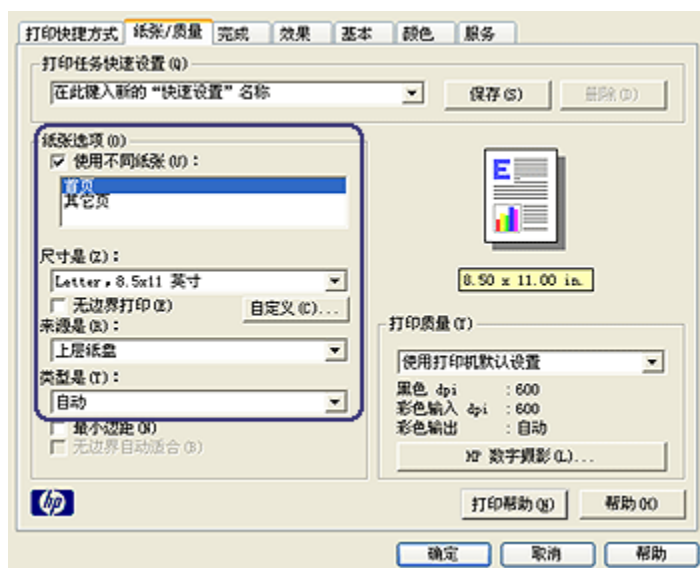 打印快捷方式 纸张/质量 完成 效果 基本 颜色 服务
打印任务快速设置(Q)
在此键入新的“快速设置”名称
保存(S)
删除(D)
纸张选项(O)
使用不同纸张(U):
首页
其它页
尺寸是(Z):
Letter,8.5x11 英寸
无边界打印(E)
自定义(C)...
来源是(R):
上层纸盘
类型是(T):
自动
最小边距(N)
无边界自动适合(B)
E
8.50 x 11.00 in.
打印质量(Y)
使用打印机默认设置
黑色 dpi :600
彩色输入 dpi :600
彩色输出 :自动
HP 数字摄影(L)...
hp
打印帮助(g)
帮助(H)
确定
取消
帮助